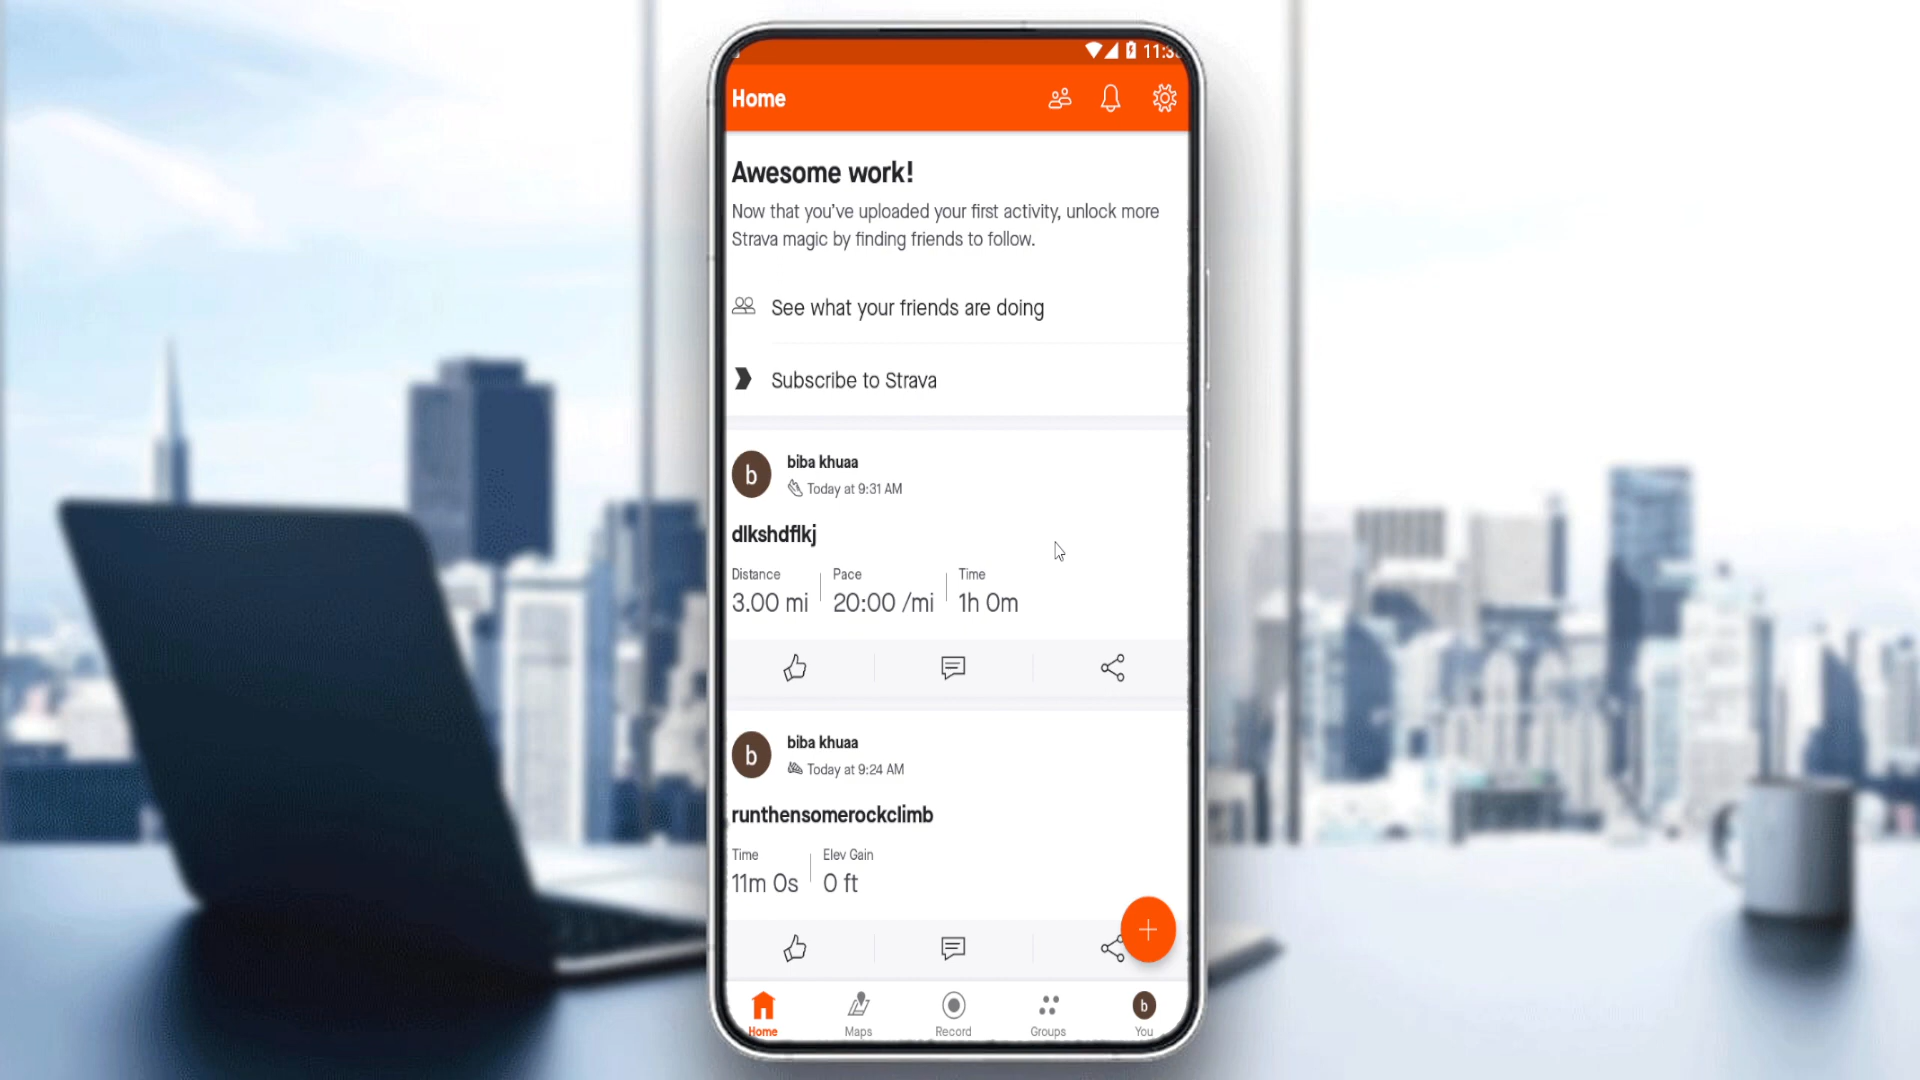 11:3
Home
Awesome work!
Now that you've uploaded your first activity, unlock more
Strava magic by finding friends to follow.
See what your friends are doing
Subscribe to Strava
b
biba khuaa
Today at 9:31 AM
dlkshdflkj
Distance Pace Time
3.00 mi 20:00 /mi 1h 0m
b
biba khuaa
Today at 9:24 AM
runthensomerockclimb
Time Elev Gain
11m 0s 0 ft
b
Home Maps Record Groups You